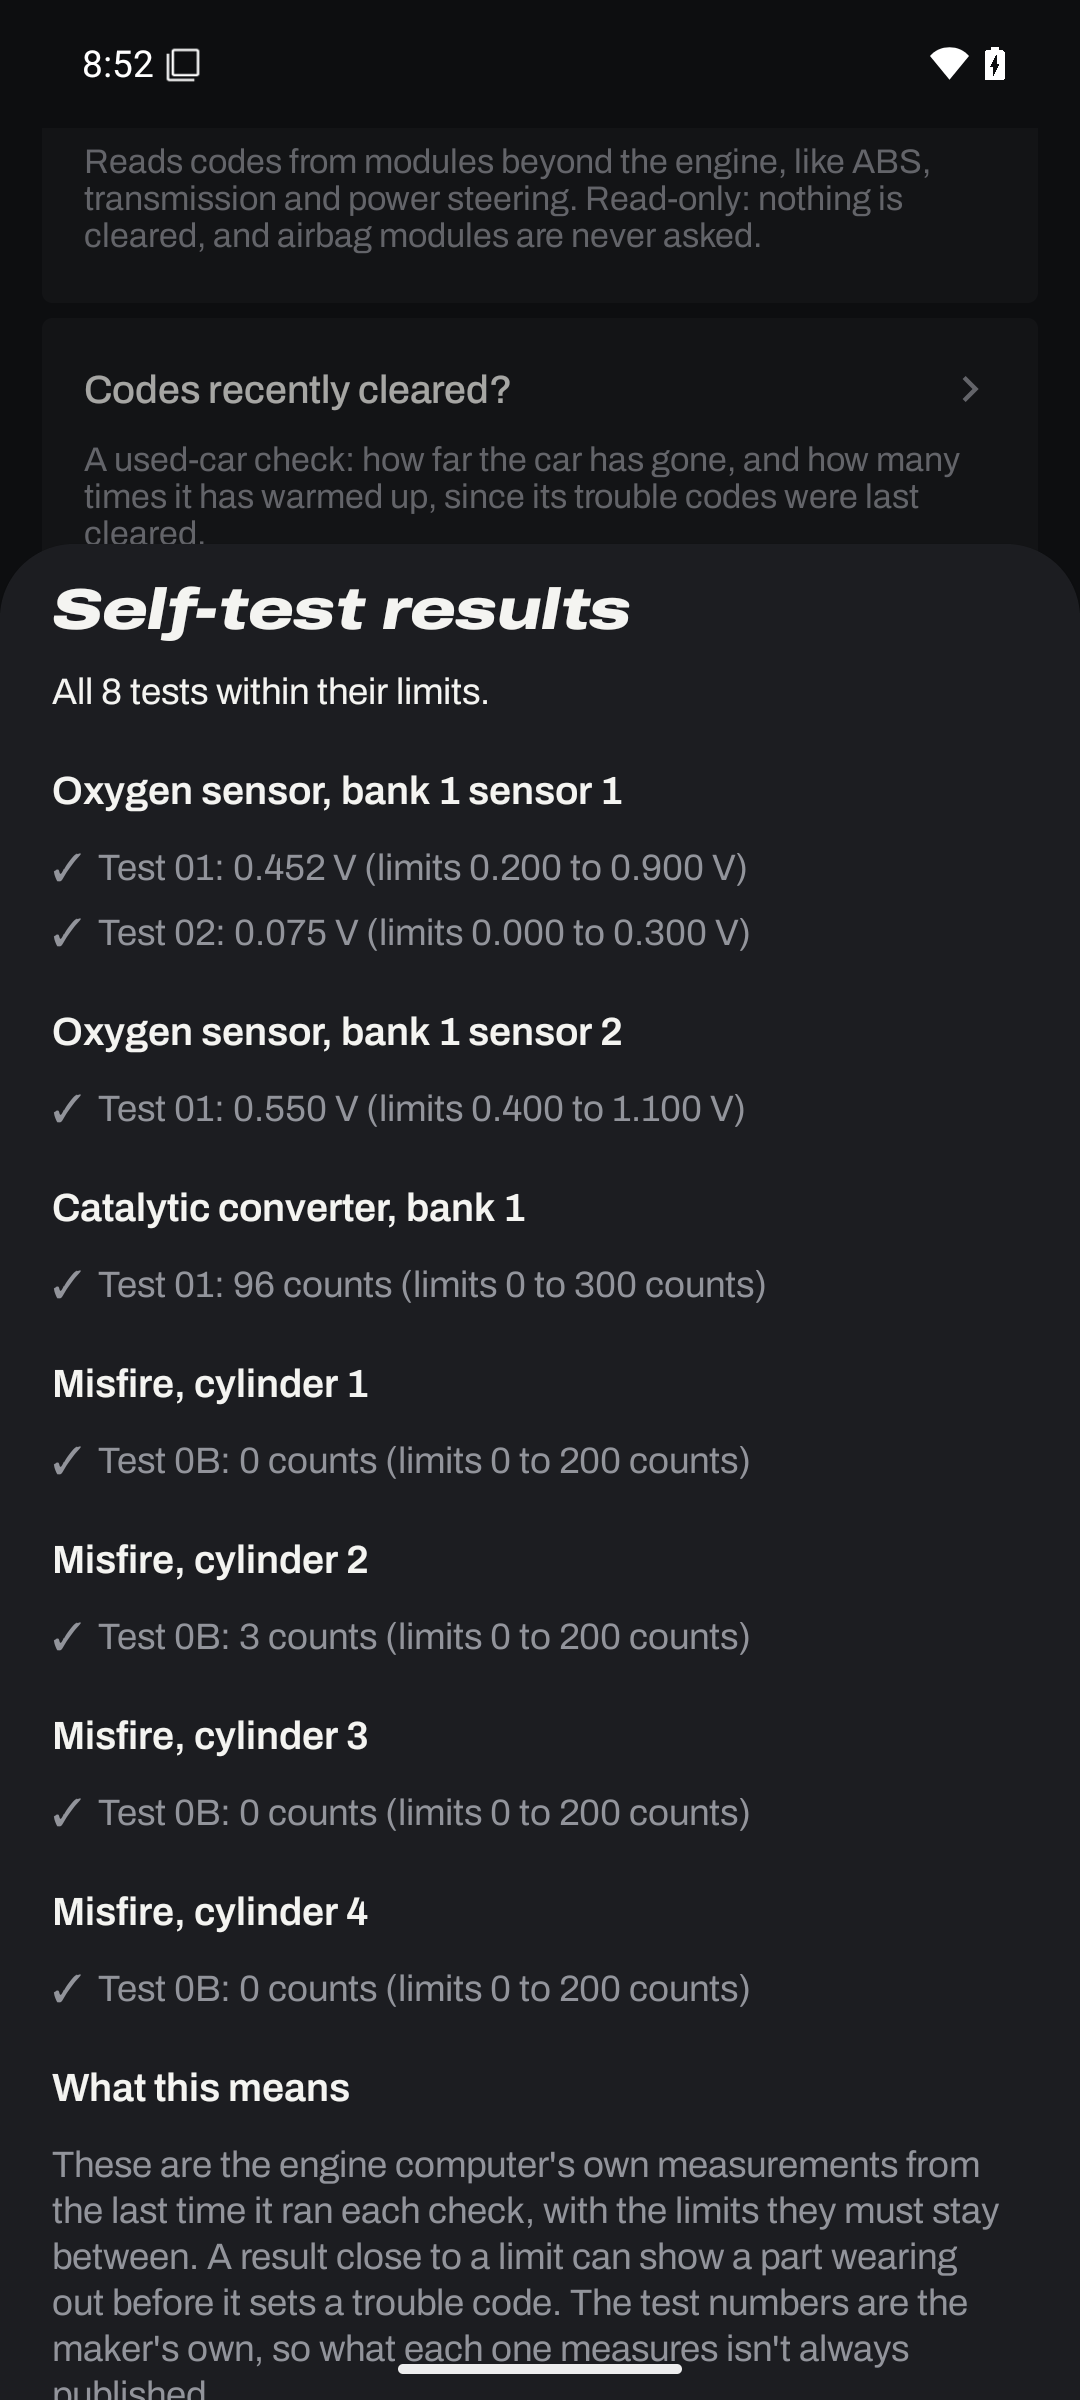 8:52
Reads codes from modules beyond the engine, like ABS,
transmission and power steering. Read-only: nothing is
cleared, and airbag modules are never asked.
Codes recently cleared?
A used-car check: how far the car has gone, and how many
times it has warmed up, since its trouble codes were last
cleared.
Self-test results
All 8 tests within their limits.
Oxygen sensor, bank 1 sensor 1
✓ Test 01: 0.452 V (limits 0.200 to 0.900 V)
✓ Test 02: 0.075 V (limits 0.000 to 0.300 V)
Oxygen sensor, bank 1 sensor 2
✓ Test 01: 0.550 V (limits 0.400 to 1.100 V)
Catalytic converter, bank 1
✓ Test 01: 96 counts (limits 0 to 300 counts)
Misfire, cylinder 1
✓ Test 0B: 0 counts (limits 0 to 200 counts)
Misfire, cylinder 2
✓ Test 0B: 3 counts (limits 0 to 200 counts)
Misfire, cylinder 3
✓ Test 0B: 0 counts (limits 0 to 200 counts)
Misfire, cylinder 4
✓ Test 0B: 0 counts (limits 0 to 200 counts)
What this means
These are the engine computer's own measurements from
the last time it ran each check, with the limits they must stay
between. A result close to a limit can show a part wearing
out before it sets a trouble code. The test numbers are the
maker's own, so what each one measures isn't always
published.